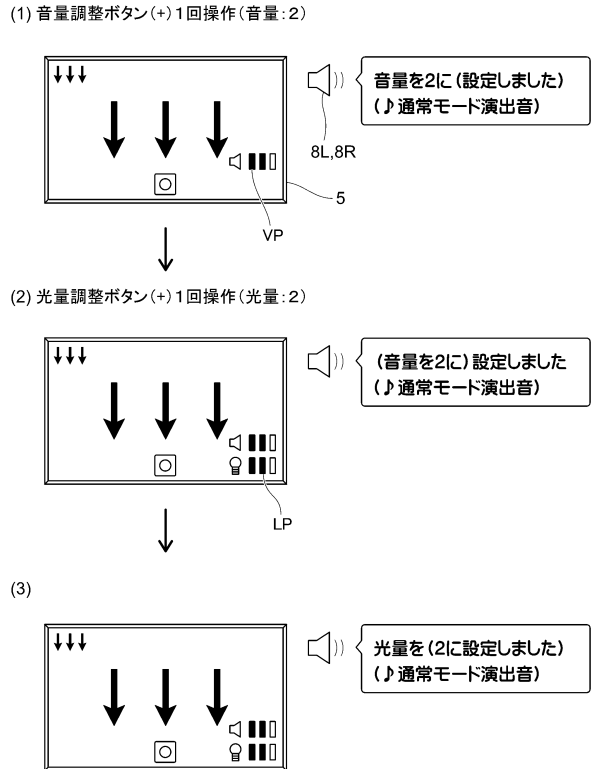 (1) 音量調整ボタン(+)1回操作(音量:2)
音量を2に(設定しました)
(♪通常モード演出音)
8L,8R
5
VP
(2) 光量調整ボタン(+)1回操作(光量:2)
(音量を2に)設定しました
(♪通常モード演出音)
LP
(3)
光量を(2に設定しました)
(♪通常モード演出音)